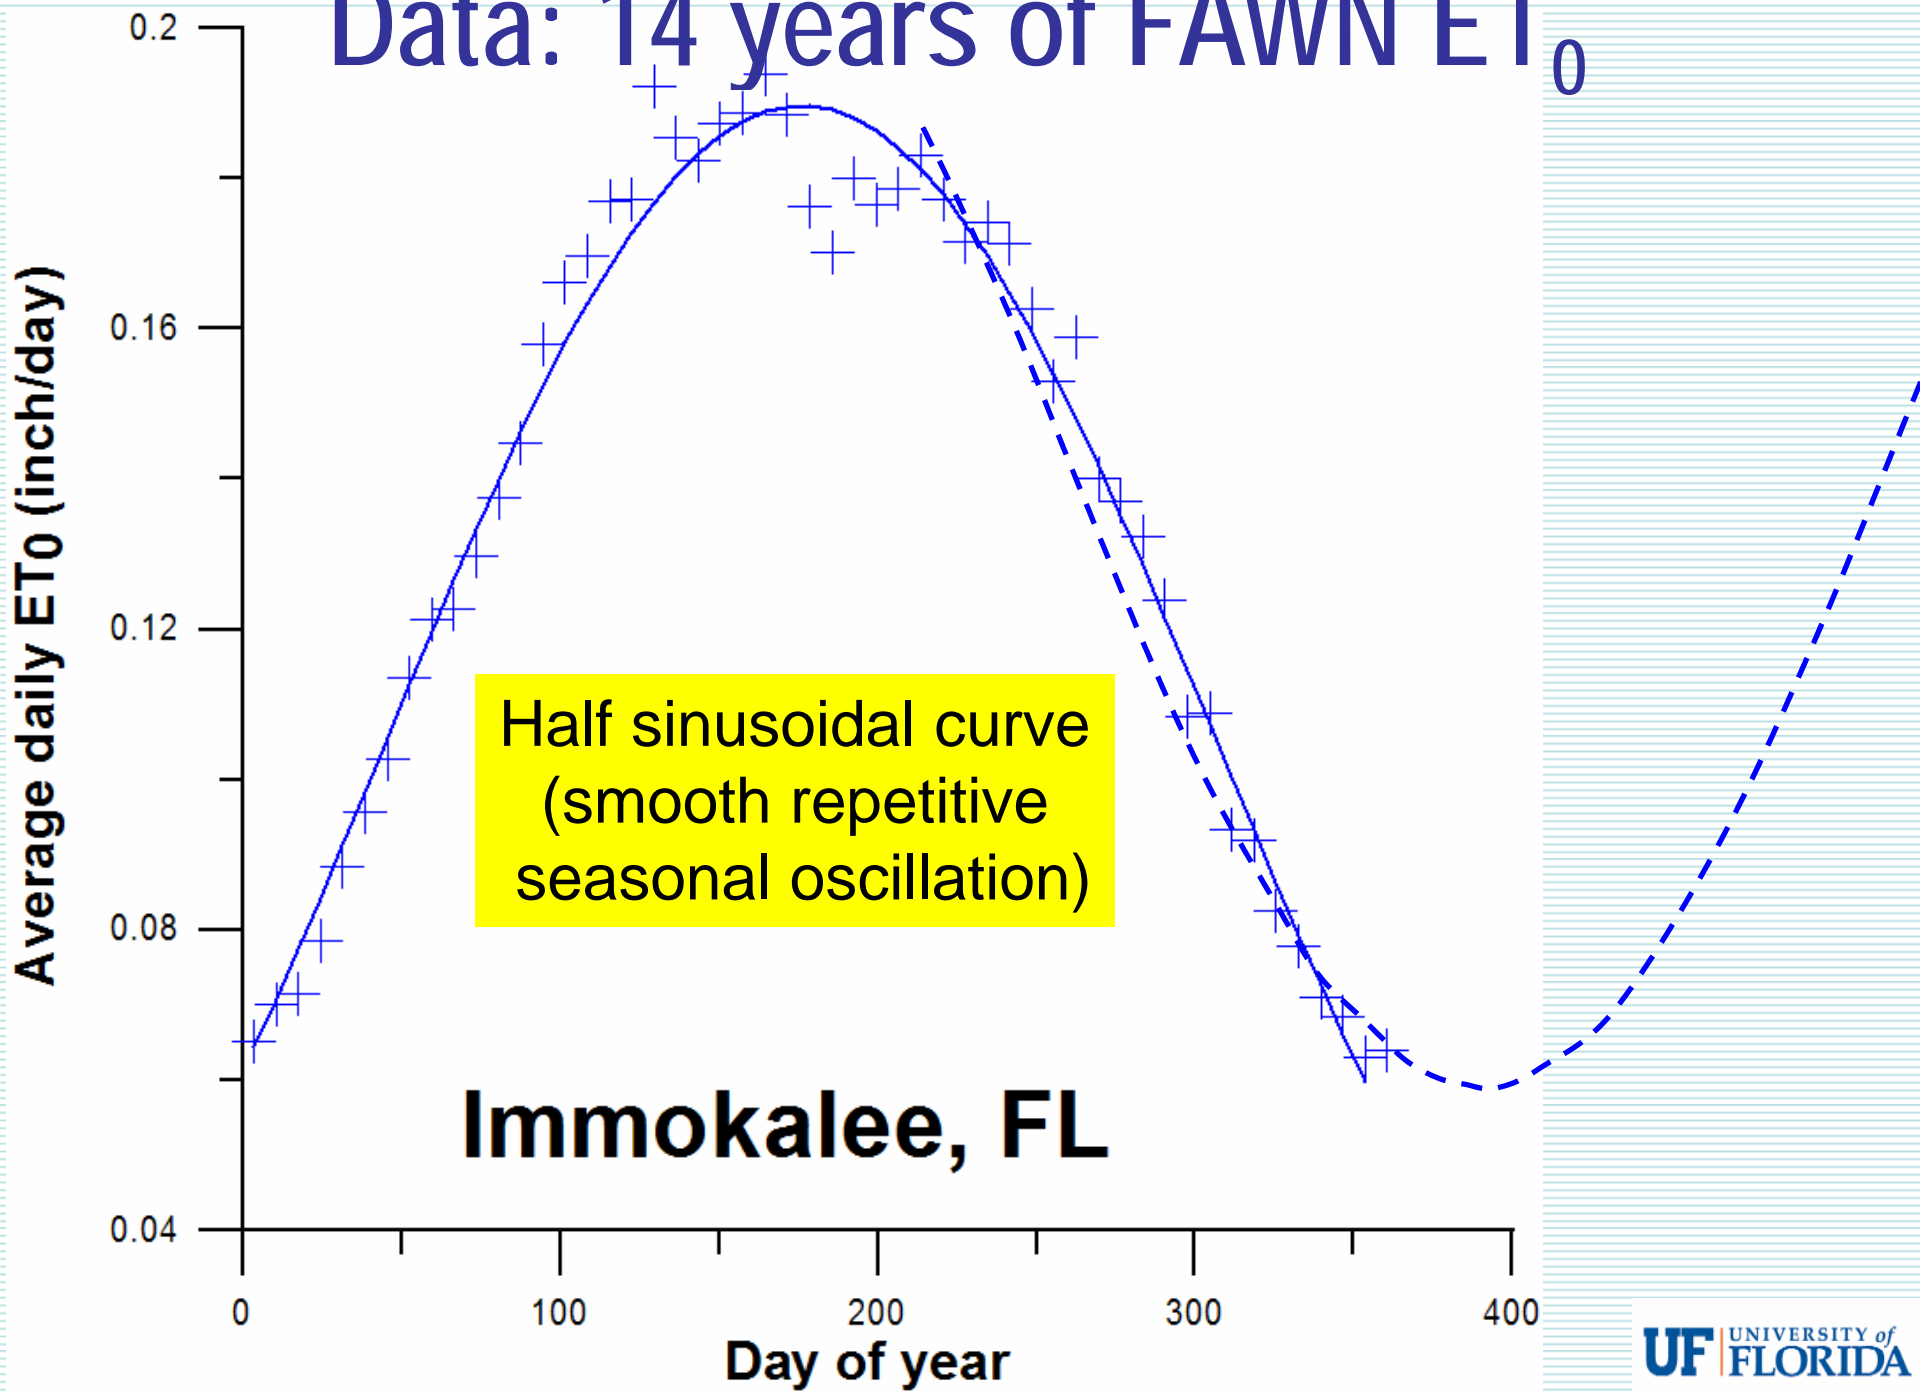 Data: 14 years of FAWN ET0
0.2
0.16
0.12
0.08
0.04
Average daily ET0 (inch/day)
Half sinusoidal curve
(smooth repetitive
seasonal oscillation)
Immokalee, FL
0 100 200 300 400
Day of year
UF UNIVERSITY of
FLORIDA